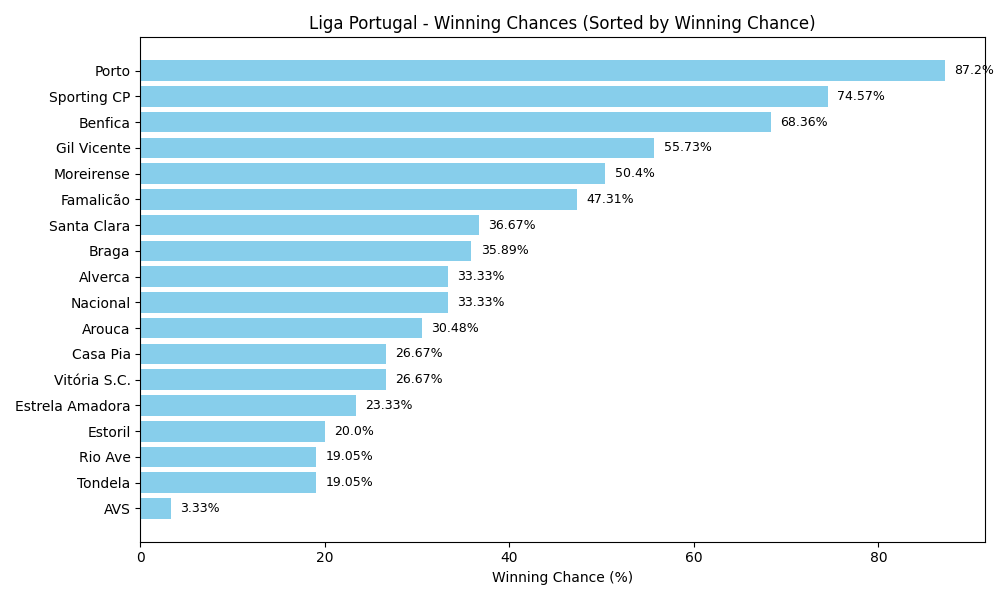 Liga Portugal - Winning Chances (Sorted by Winning Chance)
Porto 87.2%
Sporting CP 74.57%
Benfica 68.36%
Gil Vicente 55.73%
Moreirense 50.4%
Famalicão 47.31%
Santa Clara 36.67%
Braga 35.89%
Alverca 33.33%
Nacional 33.33%
Arouca 30.48%
Casa Pia 26.67%
Vitória S.C. 26.67%
Estrela Amadora 23.33%
Estoril 20.0%
Rio Ave 19.05%
Tondela 19.05%
AVS 3.33%
0 20 40 60 80
Winning Chance (%)